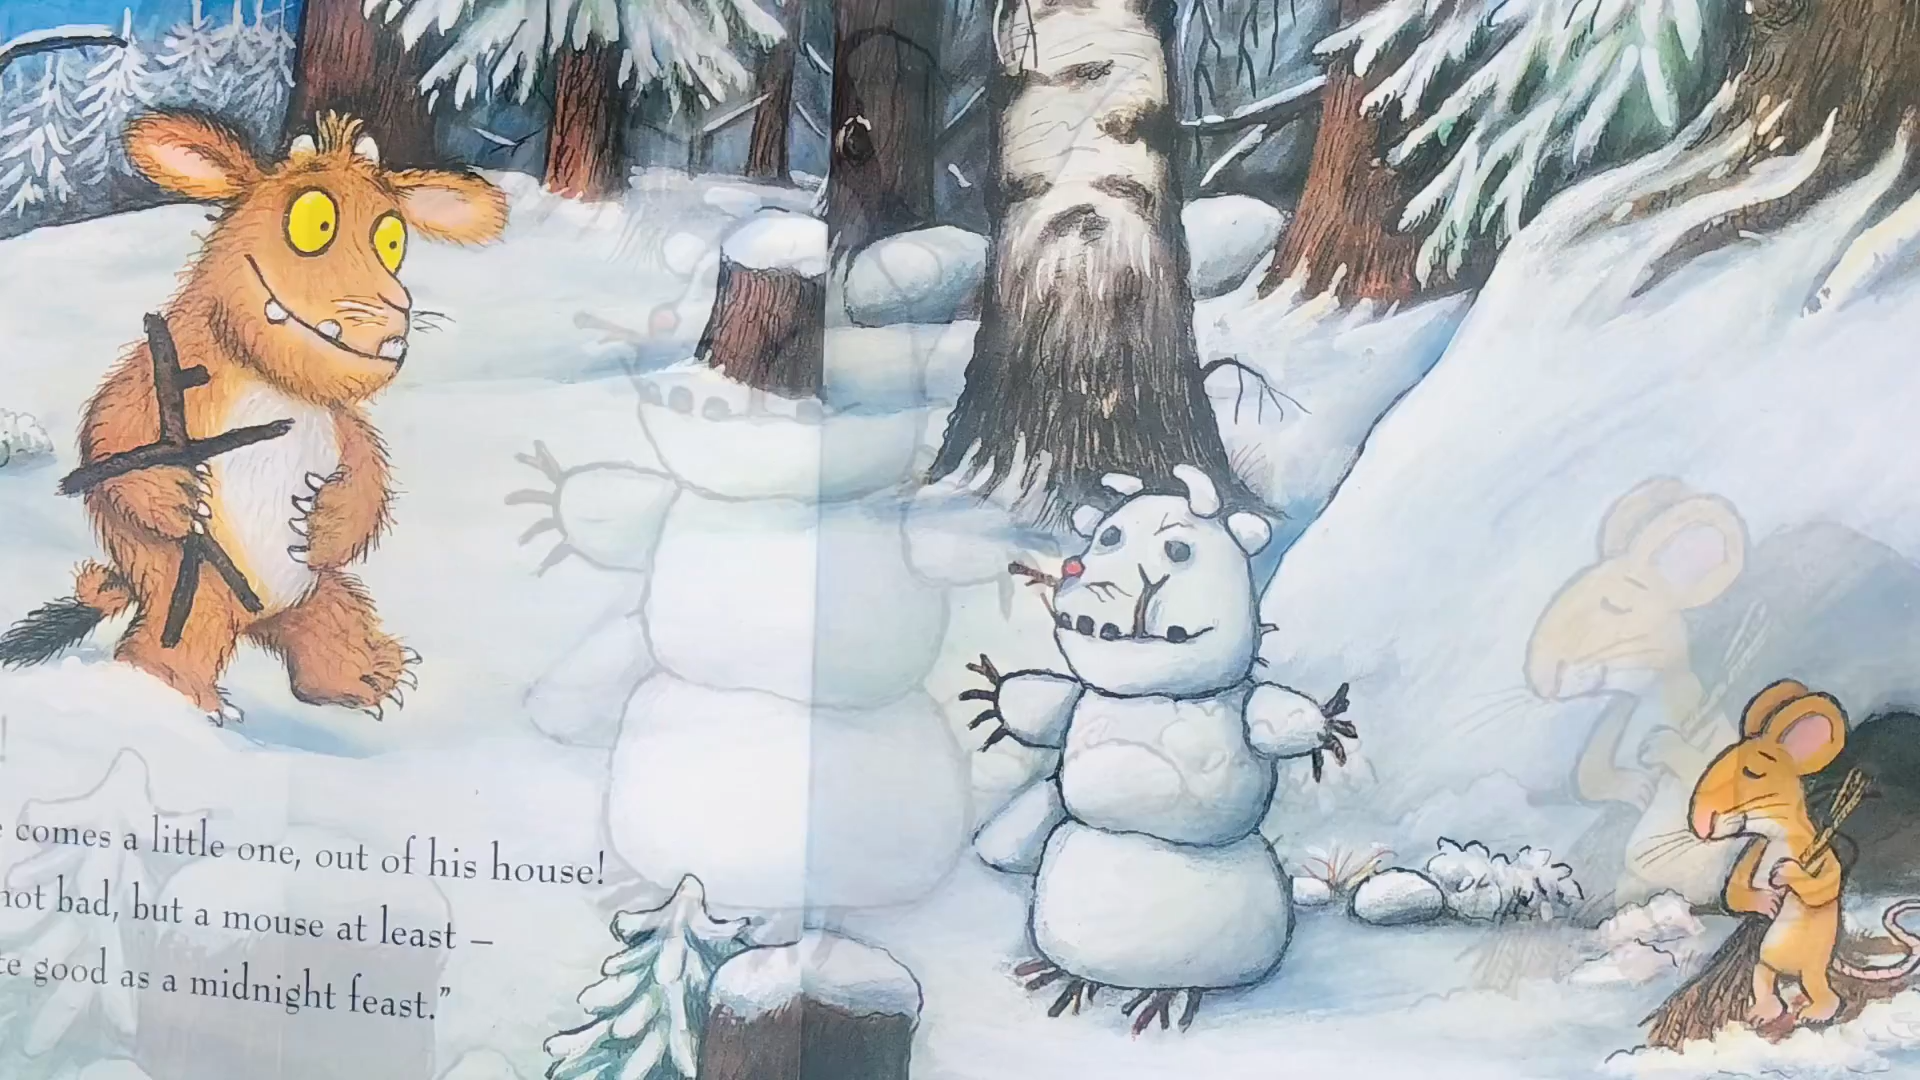 !
comes a little one, out of his house!
not bad, but a mouse at least –
good as a midnight feast.”